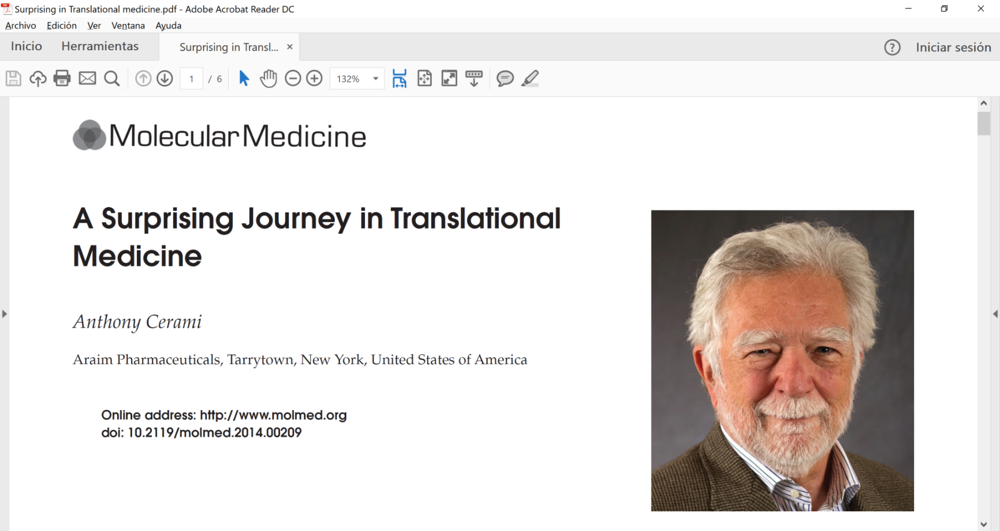 Surprising in Translational medicine.pdf - Adobe Acrobat Reader DC
Archivo Edición Ver Ventana Ayuda
Inicio Herramientas Surprising in Transl... × ? Iniciar sesión
1 / 6 132%
MolecularMedicine
A Surprising Journey in Translational
Medicine
Anthony Cerami
Araim Pharmaceuticals, Tarrytown, New York, United States of America
Online address: http://www.molmed.org
doi: 10.2119/molmed.2014.00209